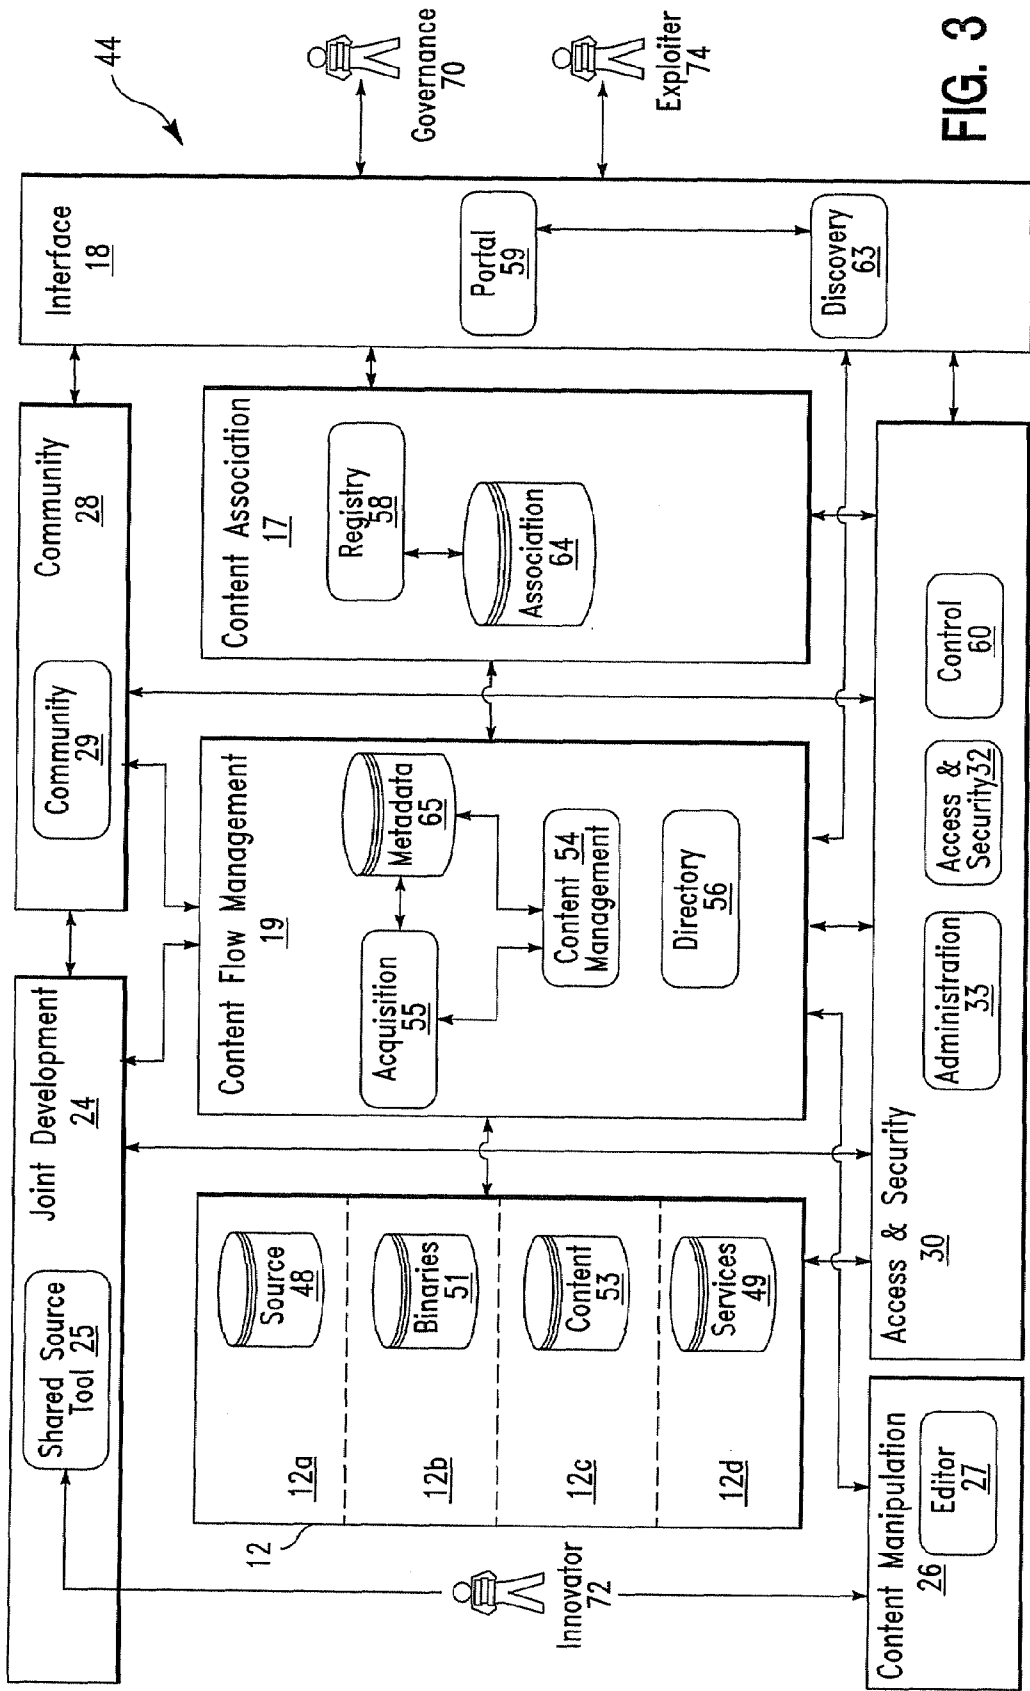 Joint Development
24
Shared Source
Tool 25
Community
28
Community
29
Interface
18
44
Governance
70
Exploiter
74
Portal
59
Discovery
63
Content Association
17
Registry
58
Association
64
Content Flow Management
19
Acquisition
55
Metadata
65
Content 54
Management
Directory
56
12
12a
Source
48
12b
Binaries
51
12c
Content
53
12d
Services
49
Innovator
72
Content Manipulation
26
Editor
27
Access & Security
30
Administration
33
Access &
Security32
Control
60
FIG. 3